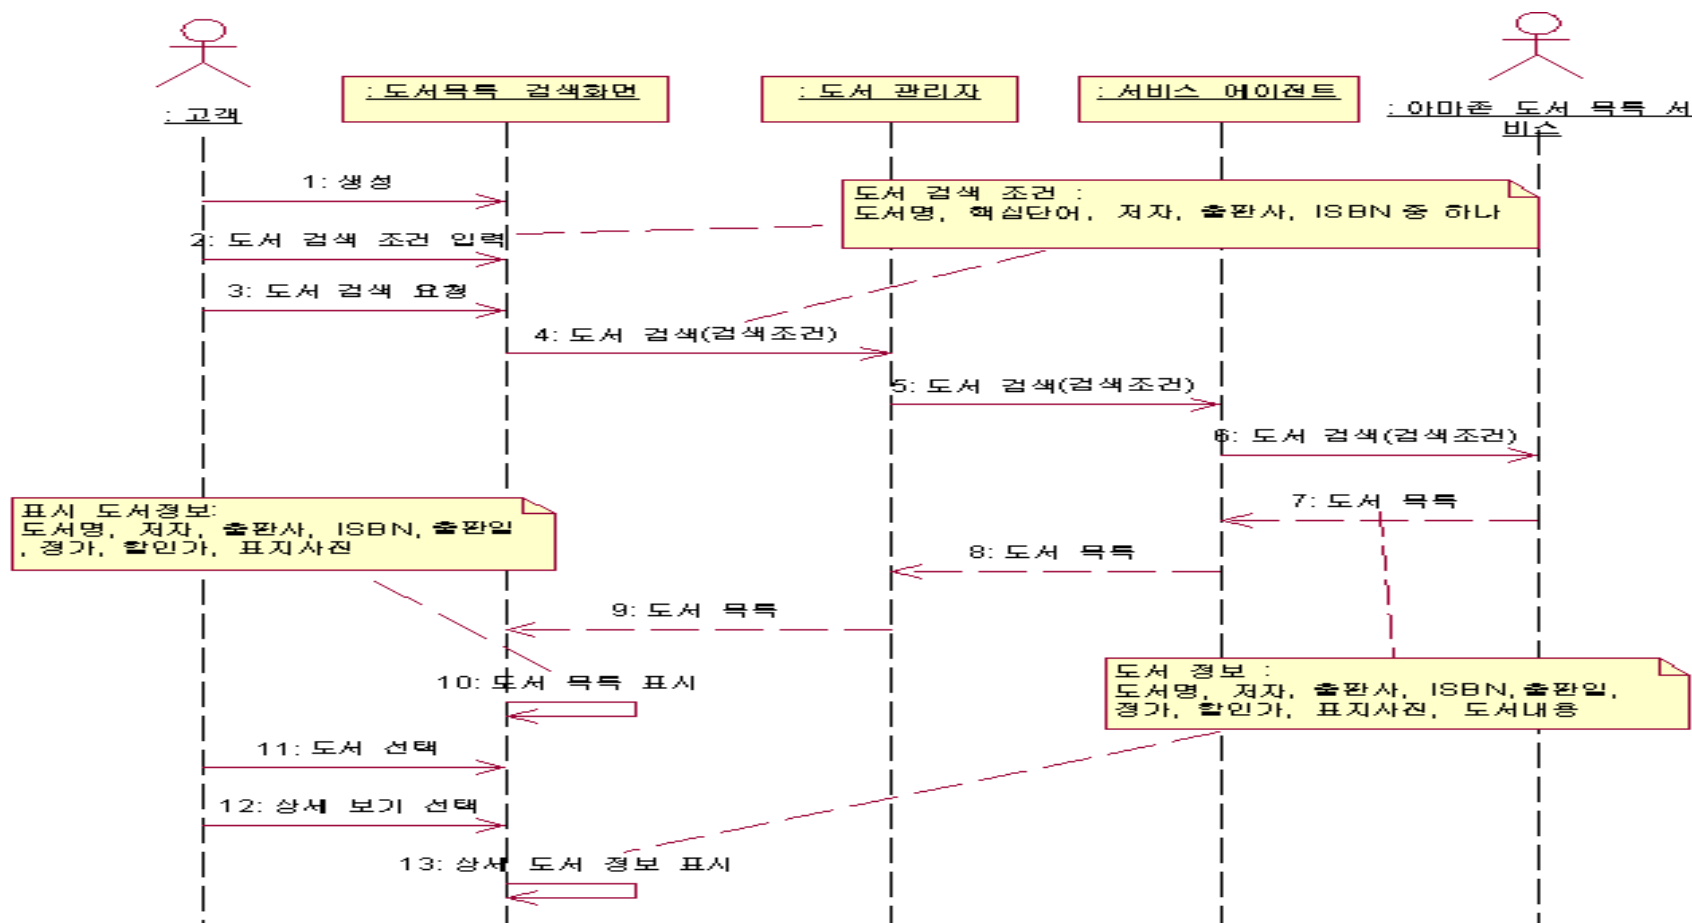 : 고객
: 도서목록 검색화면
: 도서 관리자
: 서비스 에이전트
: 아마존 도서 목록 서
비스
1: 생성
도서 검색 조건 :
도서명, 핵심단어, 저자, 출판사, ISBN 중 하나
2: 도서 검색 조건 입력
3: 도서 검색 요청
4: 도서 검색(검색조건)
5: 도서 검색(검색조건)
6: 도서 검색(검색조건)
7: 도서 목록
표시 도서정보:
도서명, 저자, 출판사, ISBN, 출판일
, 정가, 할인가, 표지사진
8: 도서 목록
9: 도서 목록
10: 도서 목록 표시
도서 정보 :
도서명, 저자, 출판사, ISBN, 출판일,
정가, 할인가, 표지사진, 도서내용
11: 도서 선택
12: 상세 보기 선택
13: 상세 도서 정보 표시